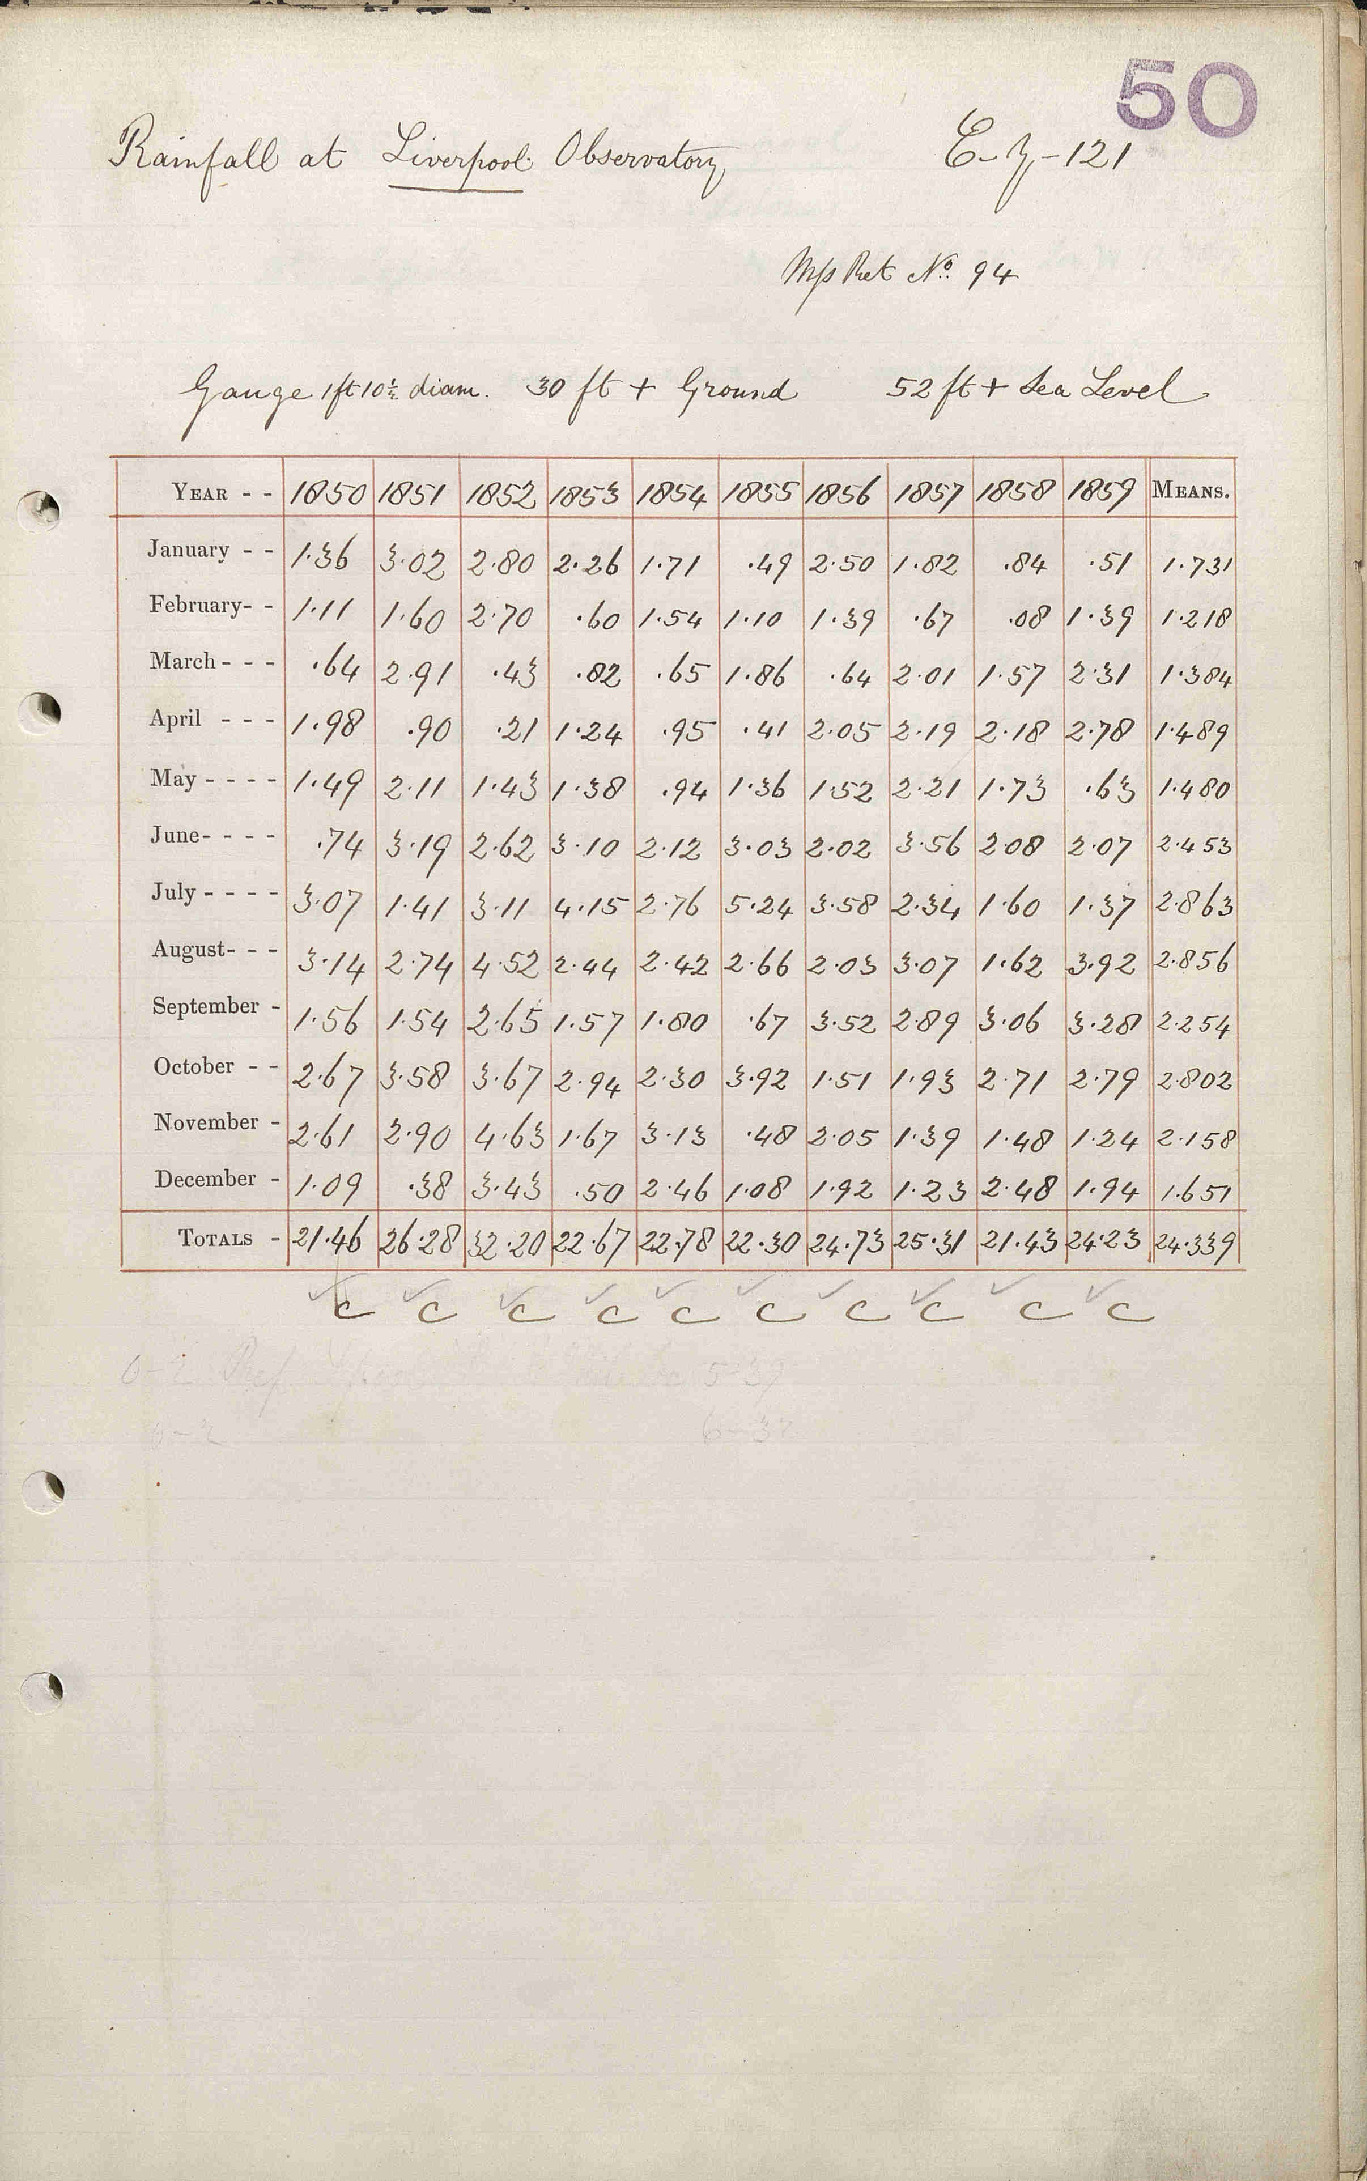 50
Rainfall at Liverpool Observatory
121
No. 94
Gauge 1ft 10½ diam. 30 ft + Ground 52 ft + Sea Level
YEAR - - 1850 1851 1852 1853 1854 1855 1856 1857 1858 1859 MEANS.
January - - 1.36 3.02 2.80 2.26 1.71 .49 2.50 1.82 .84 .51 1.731
February- - 1.11 1.60 2.70 .60 1.54 1.10 1.39 .67 .08 1.39 1.218
March - - - .64 2.91 .43 .82 .65 1.86 .64 2.01 1.57 2.31 1.384
April - - - 1.98 .90 .21 1.24 .95 .41 2.05 2.19 2.18 2.78 1.489
May - - - - 1.49 2.11 1.43 1.38 .94 1.36 1.52 2.21 1.73 .63 1.480
June- - - - .74 3.19 2.62 3.10 2.12 3.03 2.02 3.56 2.08 2.07 2.453
July - - - - 3.07 1.41 3.11 4.15 2.76 5.24 3.58 2.34 1.60 1.37 2.863
August- - - 3.14 2.74 4.52 2.44 2.42 2.66 2.03 3.07 1.62 3.92 2.856
September - 1.56 1.54 2.65 1.57 1.80 .67 3.52 2.89 3.06 3.28 2.254
October - - 2.67 3.58 3.67 2.94 2.30 3.92 1.51 1.93 2.71 2.79 2.802
November - 2.61 2.90 4.63 1.67 3.13 .48 2.05 1.39 1.48 1.24 2.158
December - 1.09 .38 3.43 .50 2.46 1.08 1.92 1.23 2.48 1.94 1.651
TOTALS - 21.46 26.28 32.20 22.67 22.78 22.30 24.73 25.31 21.43 24.23 24.339
C C C C C C C C C C